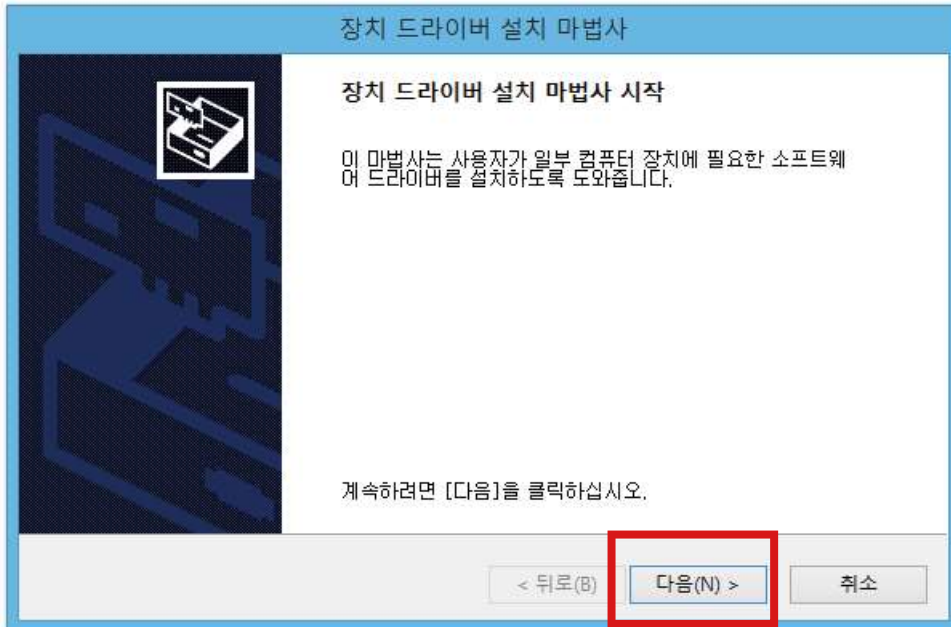 장치 드라이버 설치 마법사
장치 드라이버 설치 마법사 시작
이 마법사는 사용자가 일부 컴퓨터 장치에 필요한 소프트웨
어 드라이버를 설치하도록 도와줍니다.
계속하려면 [다음]을 클릭하십시오.
< 뒤로(B)
다음(N) >
취소